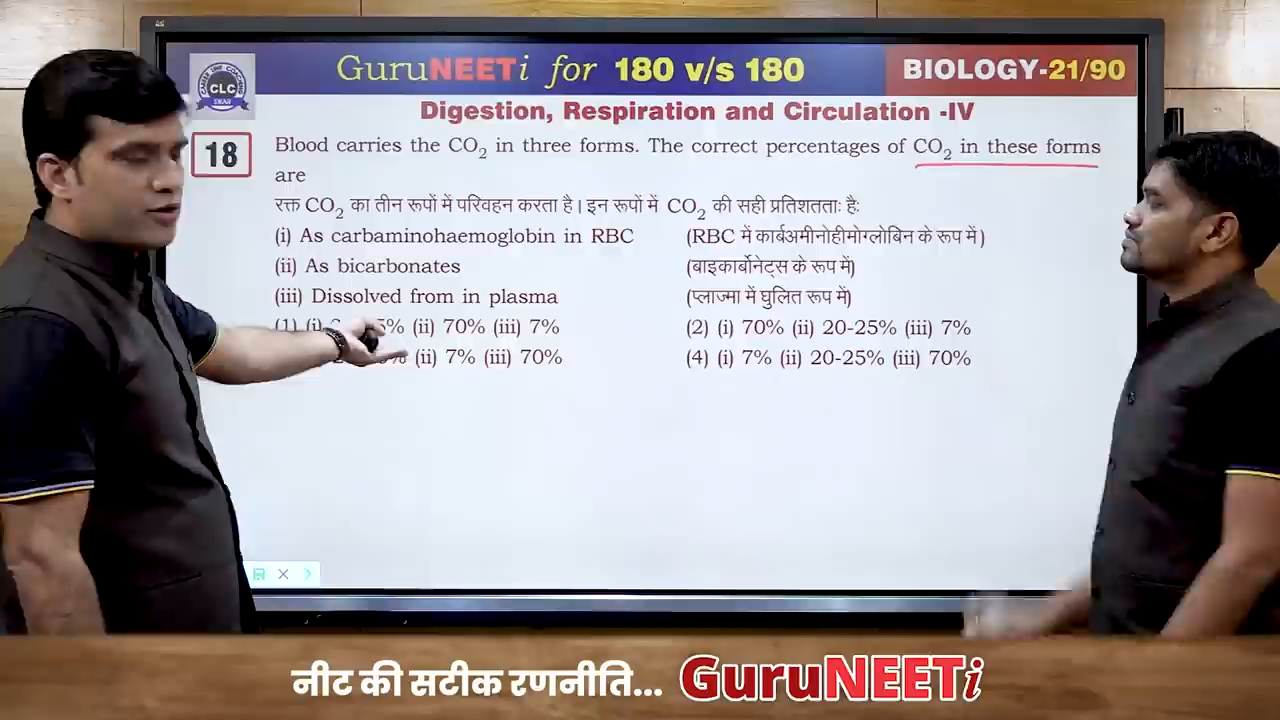 GuruNEETi for 180 v/s 180
BIOLOGY-21/90
CLC
SIKAR
Digestion, Respiration and Circulation -IV
18
Blood carries the CO2 in three forms. The correct percentages of CO2 in these forms
are
रक्त CO2 का तीन रूपों में परिवहन करता है। इन रूपों में CO2 की सही प्रतिशतताः हैः
(i) As carbaminohaemoglobin in RBC (RBC में कार्बअमीनोहीमोग्लोबिन के रूप में)
(ii) As bicarbonates (बाइकार्बोनेट्स के रूप में)
(iii) Dissolved from in plasma (प्लाज्मा में घुलित रूप में)
(1) (i) 5% (ii) 70% (iii) 7% (2) (i) 70% (ii) 20-25% (iii) 7%
(ii) 7% (iii) 70% (4) (i) 7% (ii) 20-25% (iii) 70%
नीट की सटीक रणनीति... GuruNEETi